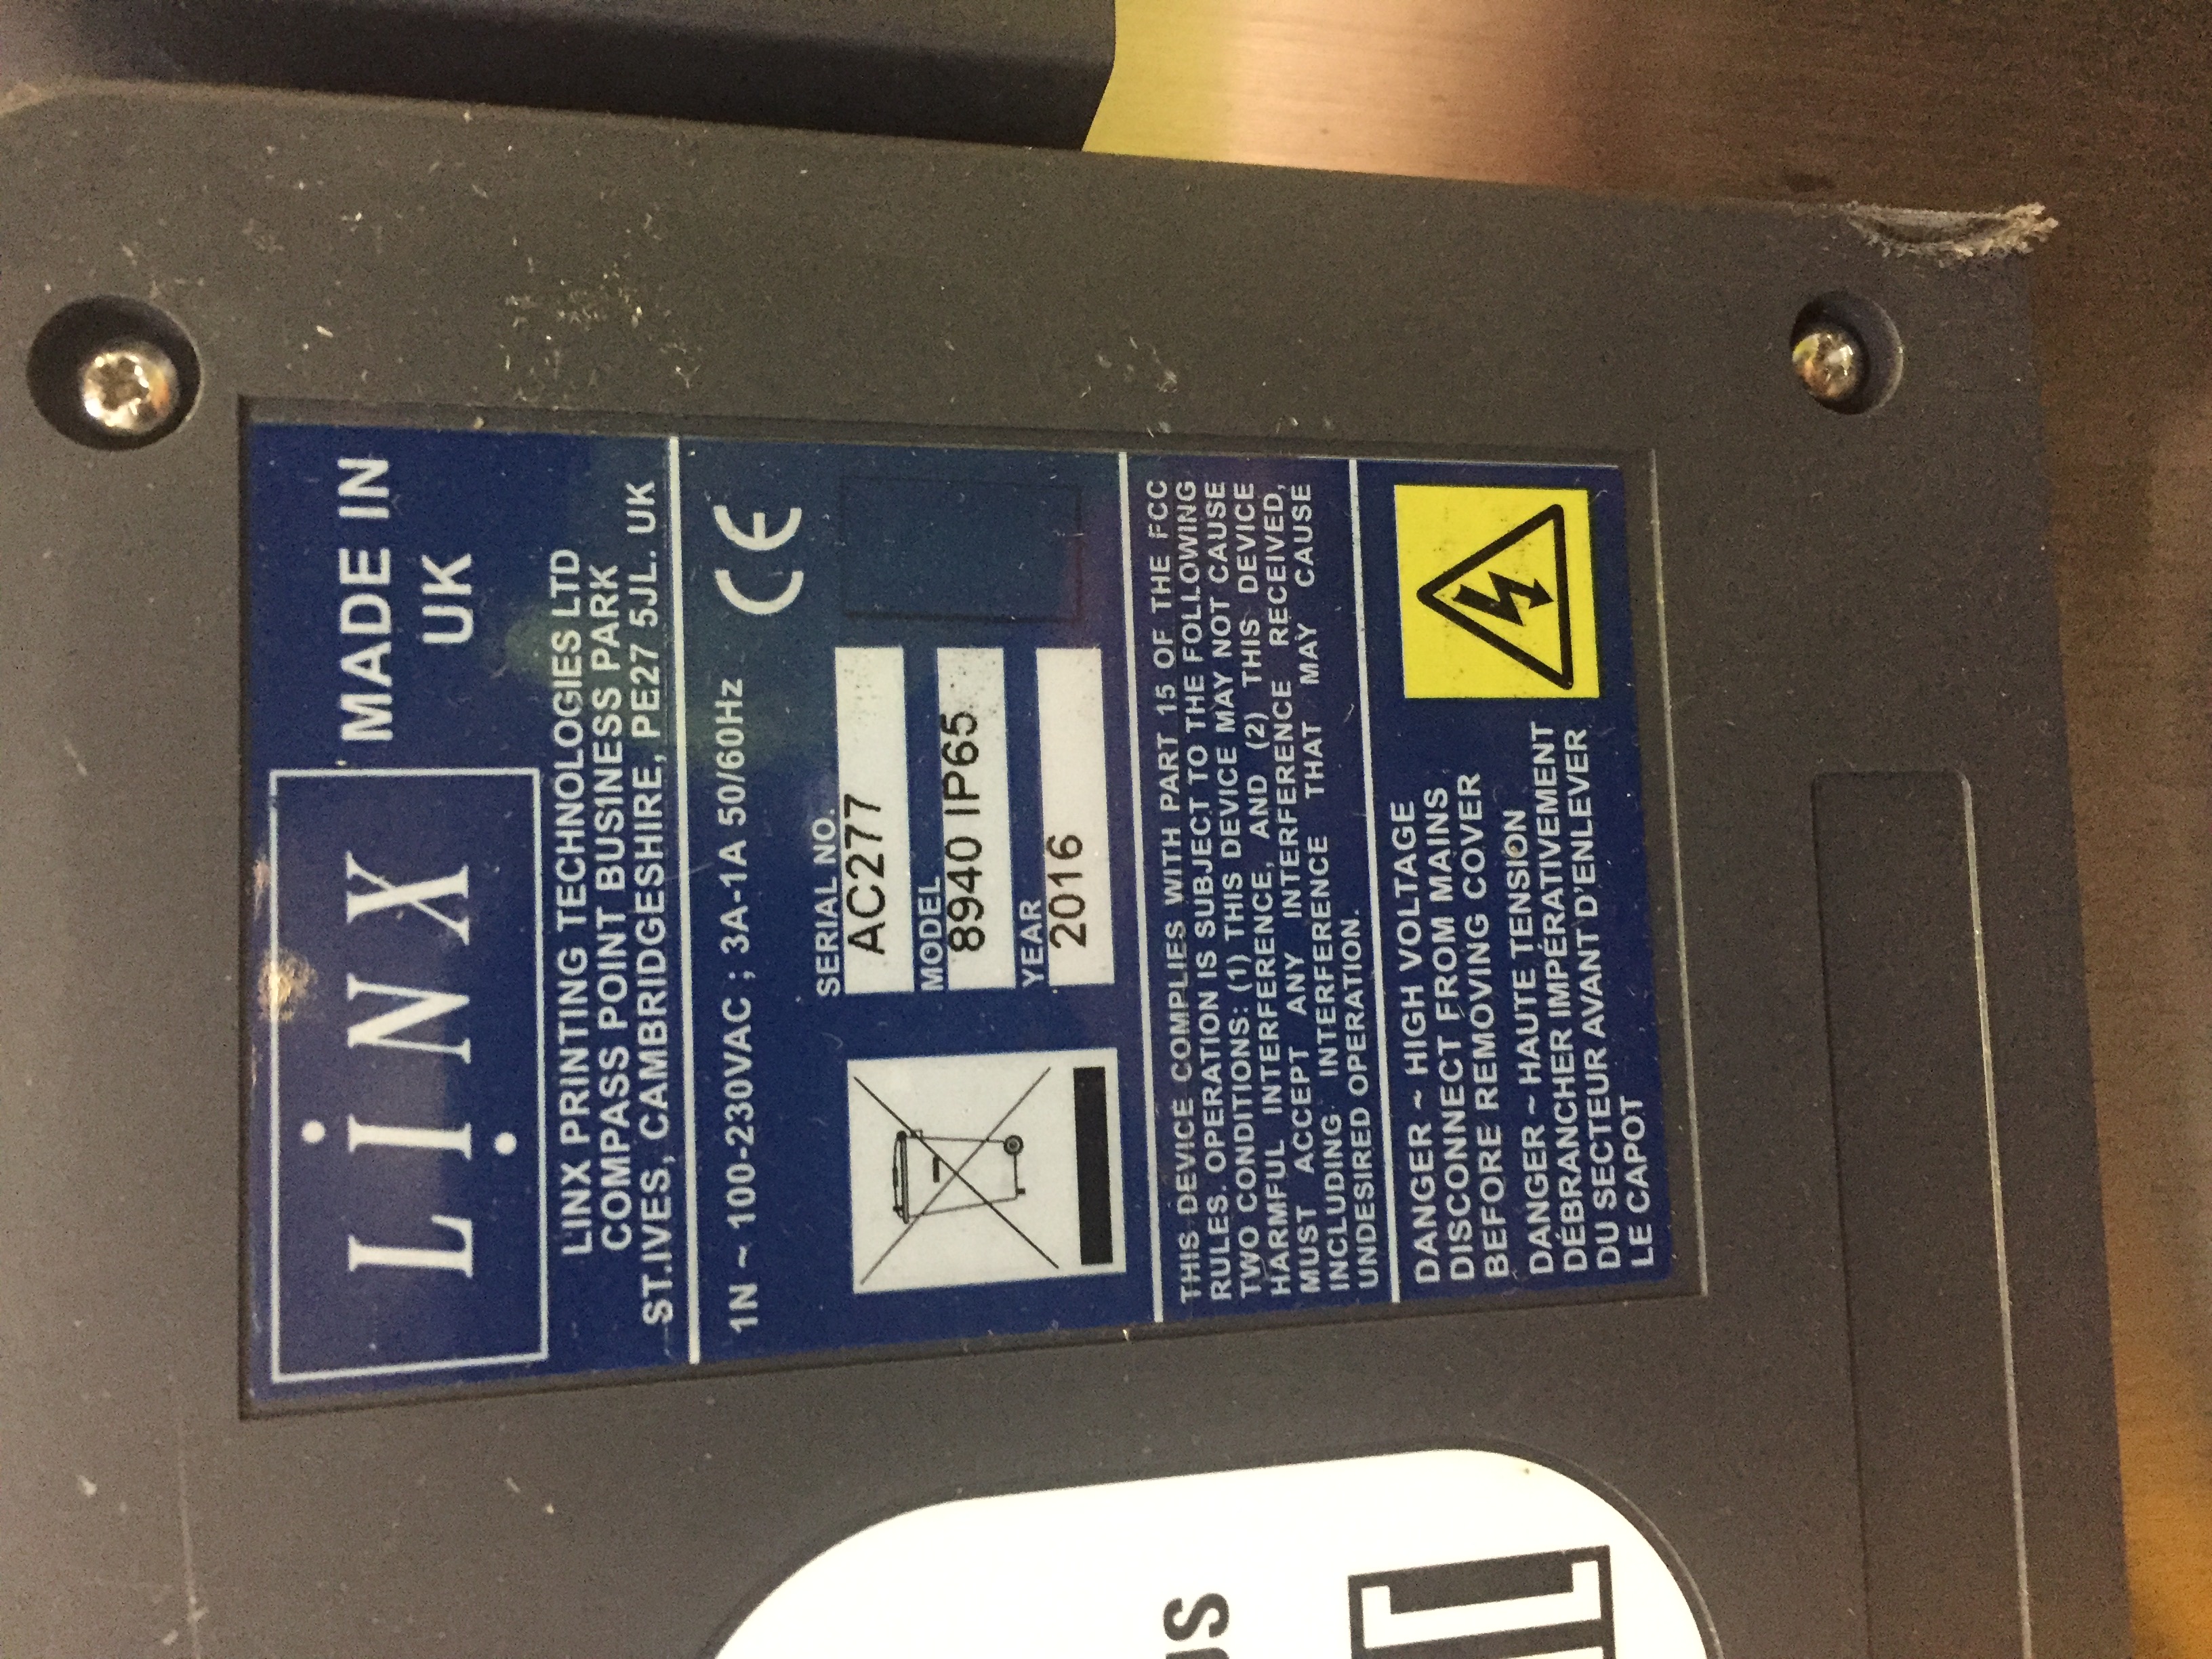 LINX
MADE IN
UK
LINX PRINTING TECHNOLOGIES LTD
COMPASS POINT BUSINESS PARK
ST.IVES, CAMBRIDGESHIRE, PE27 5JL. UK
1N ~ 100-230VAC ; 3A-1A 50/60Hz
CE
SERIAL NO.
AC277
MODEL
8940 IP65
YEAR
2016
THIS DEVICE COMPLIES WITH PART 15 OF THE FCC
RULES. OPERATION IS SUBJECT TO THE FOLLOWING
TWO CONDITIONS: (1) THIS DEVICE MAY NOT CAUSE
HARMFUL INTERFERENCE, AND (2) THIS DEVICE
MUST ACCEPT ANY INTERFERENCE RECEIVED,
INCLUDING INTERFERENCE THAT MAY CAUSE
UNDESIRED OPERATION.
DANGER ~ HIGH VOLTAGE
DISCONNECT FROM MAINS
BEFORE REMOVING COVER
DANGER ~ HAUTE TENSION
DÉBRANCHER IMPÉRATIVEMENT
DU SECTEUR AVANT D'ENLEVER
LE CAPOT